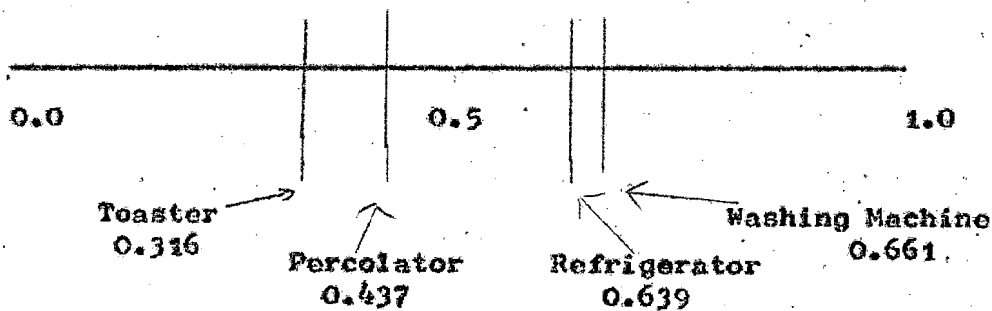 0.0 0.5 1.0
Toaster
0.316
Percolator
0.437
Refrigerator
0.639
Washing Machine
0.661